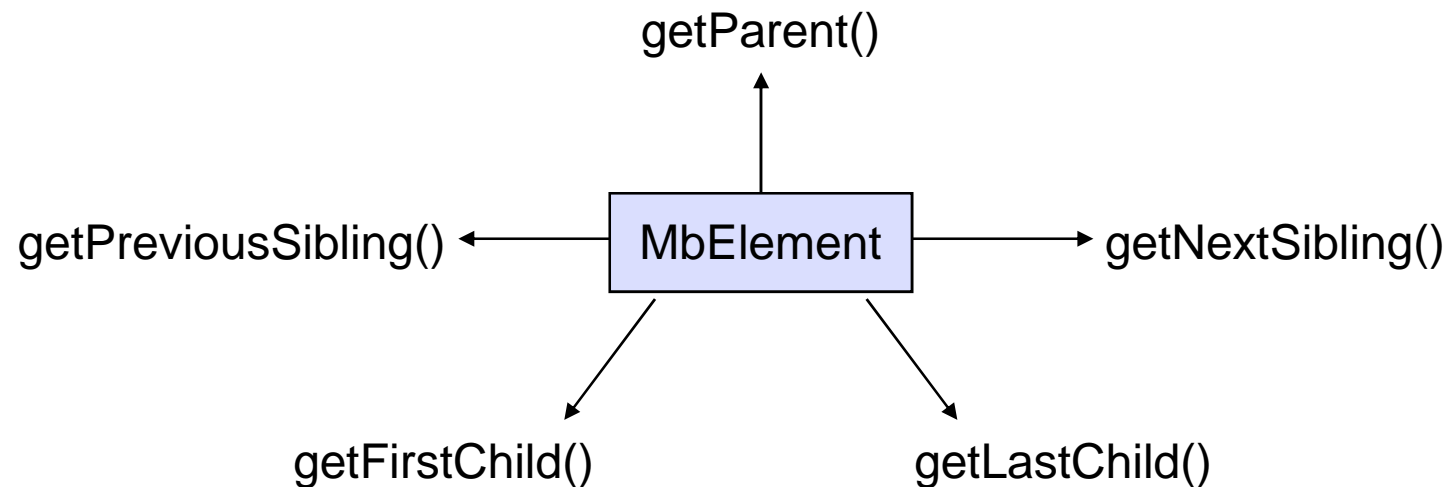 getParent()
getPreviousSibling()
MbElement
getNextSibling()
getFirstChild()
getLastChild()